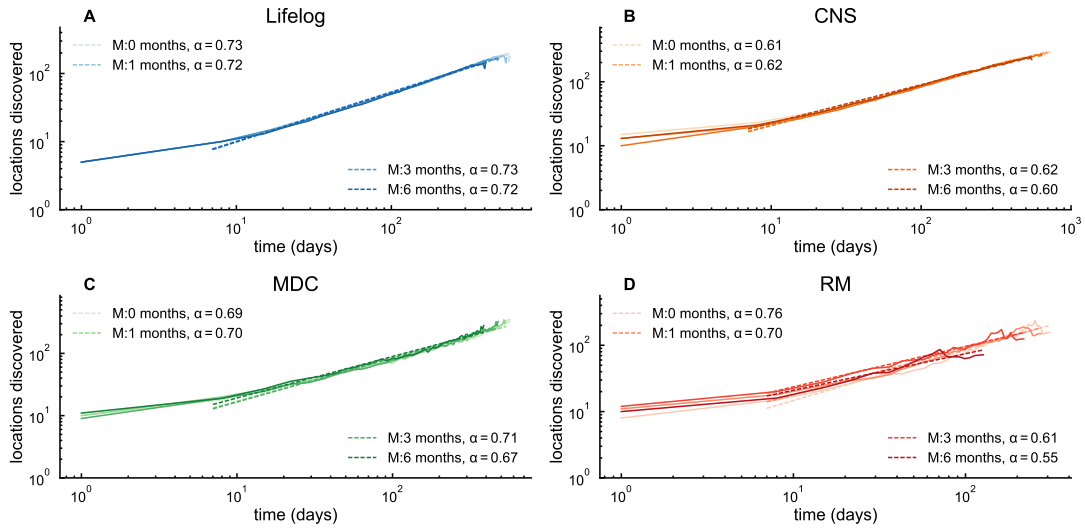 A Lifelog
M:0 months, α = 0.73
M:1 months, α = 0.72
M:3 months, α = 0.73
M:6 months, α = 0.72
locations discovered
10^2
10^1
10^0
10^0 10^1 10^2
time (days)
B CNS
M:0 months, α = 0.61
M:1 months, α = 0.62
M:3 months, α = 0.62
M:6 months, α = 0.60
locations discovered
10^2
10^1
10^0
10^0 10^1 10^2 10^3
time (days)
C MDC
M:0 months, α = 0.69
M:1 months, α = 0.70
M:3 months, α = 0.71
M:6 months, α = 0.67
locations discovered
10^2
10^1
10^0
10^0 10^1 10^2
time (days)
D RM
M:0 months, α = 0.76
M:1 months, α = 0.70
M:3 months, α = 0.61
M:6 months, α = 0.55
locations discovered
10^2
10^1
10^0
10^0 10^1 10^2
time (days)